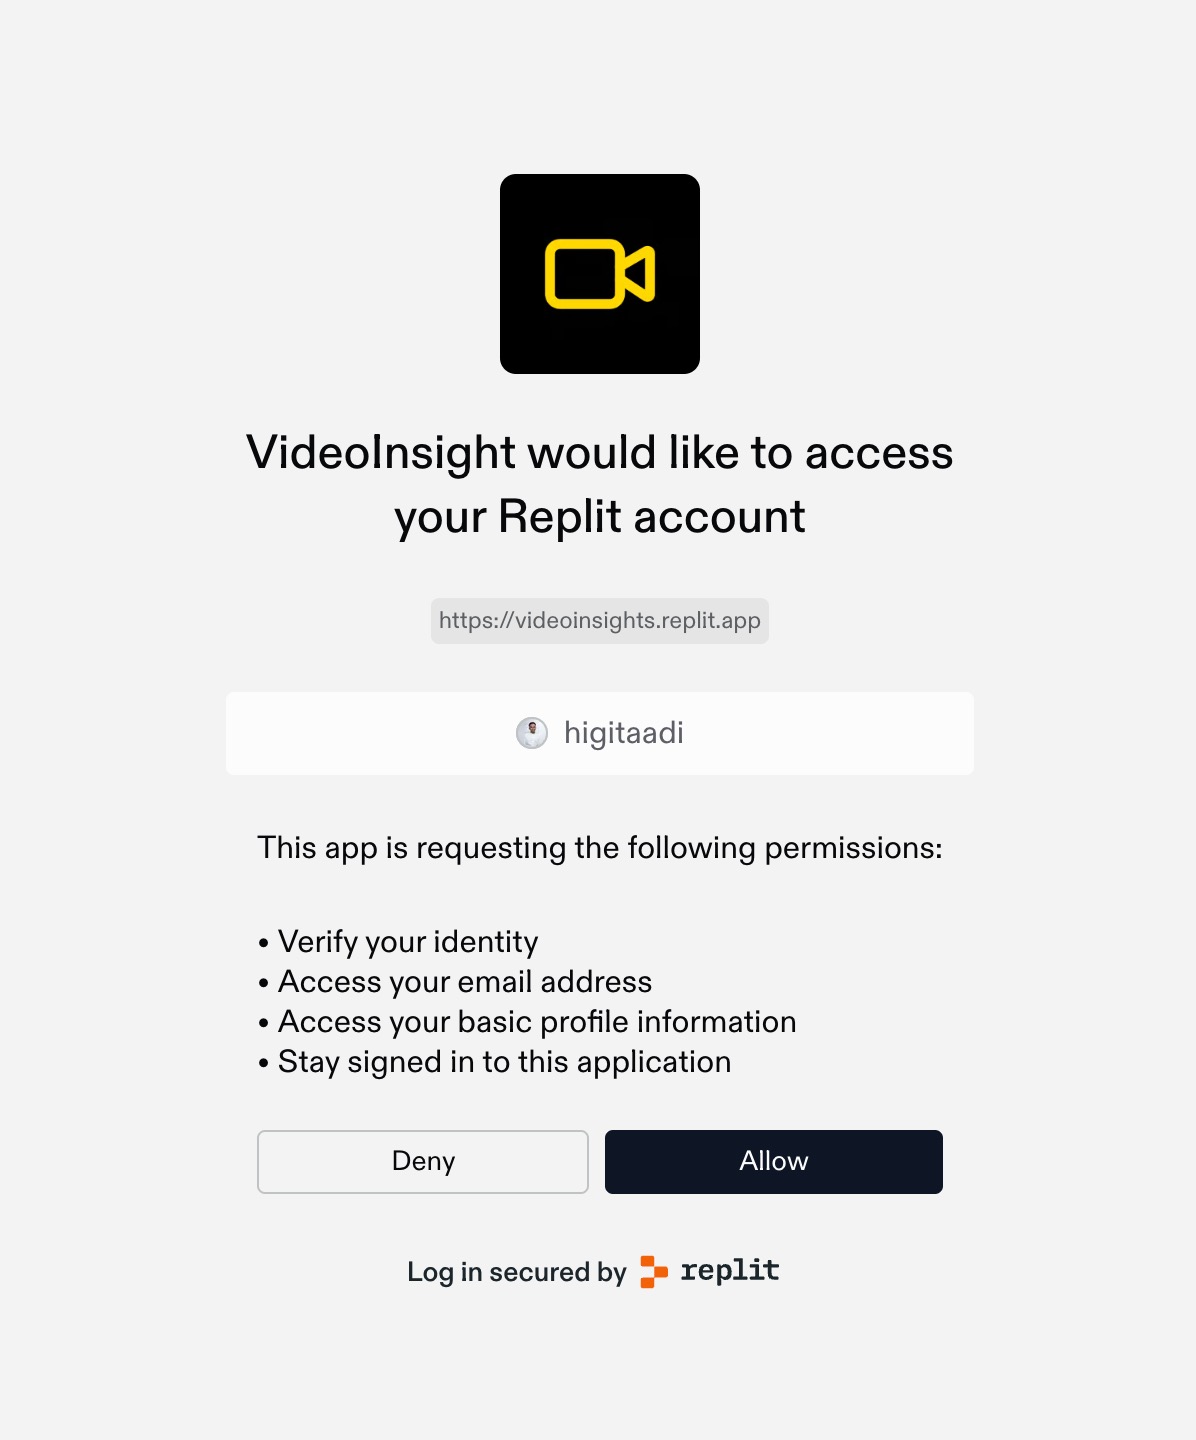 VideoInsight would like to access
your Replit account
https://videoinsights.replit.app
higitaadi
This app is requesting the following permissions:
• Verify your identity
• Access your email address
• Access your basic profile information
• Stay signed in to this application
Deny
Allow
Log in secured by replit